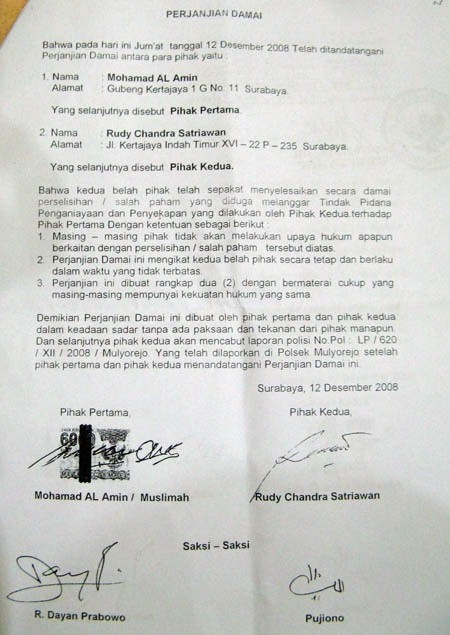 PERJANJIAN DAMAI
Bahwa pada hari ini Jum'at tanggal 12 Desember 2008 Telah ditandatangani
Perjanjian Damai antara para pihak yaitu :
1. Nama : Mohamad AL Amin
Alamat : Gubeng Kertajaya 1 G No. 11 Surabaya.
Yang selanjutnya disebut Pihak Pertama.
2. Nama : Rudy Chandra Satriawan
Alamat : Jl. Kertajaya Indah Timur XVI – 22 P – 235 Surabaya.
Yang selanjutnya disebut Pihak Kedua.
Bahwa kedua belah pihak telah sepakat menyelesaikan secara damai
perselisihan / salah paham yang diduga melanggar Tindak Pidana
Penganiayaan dan Penyekapan yang dilakukan oleh Pihak Kedua terhadap
Pihak Pertama Dengan ketentuan sebagai berikut :
1. Masing – masing pihak tidak akan melakukan upaya hukum apapun
berkaitan dengan perselisihan / salah paham tersebut diatas.
2. Perjanjian Damai ini mengikat kedua belah pihak secara tetap dan berlaku
dalam waktu yang tidak terbatas.
3. Perjanjian ini dibuat rangkap dua (2) dengan bermaterai cukup yang
masing-masing mempunyai kekuatan hukum yang sama.
Demikian Perjanjian Damai ini dibuat oleh pihak pertama dan pihak kedua
dalam keadaan sadar tanpa ada paksaan dan tekanan dari pihak manapun.
Dan selanjutnya pihak kedua akan mencabut laporan polisi No.Pol : LP / 620
/ XII / 2008 / Mulyorejo. Yang telah dilaporkan di Polsek Mulyorejo setelah
pihak pertama dan pihak kedua menandatangani Perjanjian Damai ini.
Surabaya, 12 Desember 2008
Pihak Pertama, Pihak Kedua,
Mohamad AL Amin / Muslimah Rudy Chandra Satriawan
Saksi – Saksi
R. Dayan Prabowo Pujiono